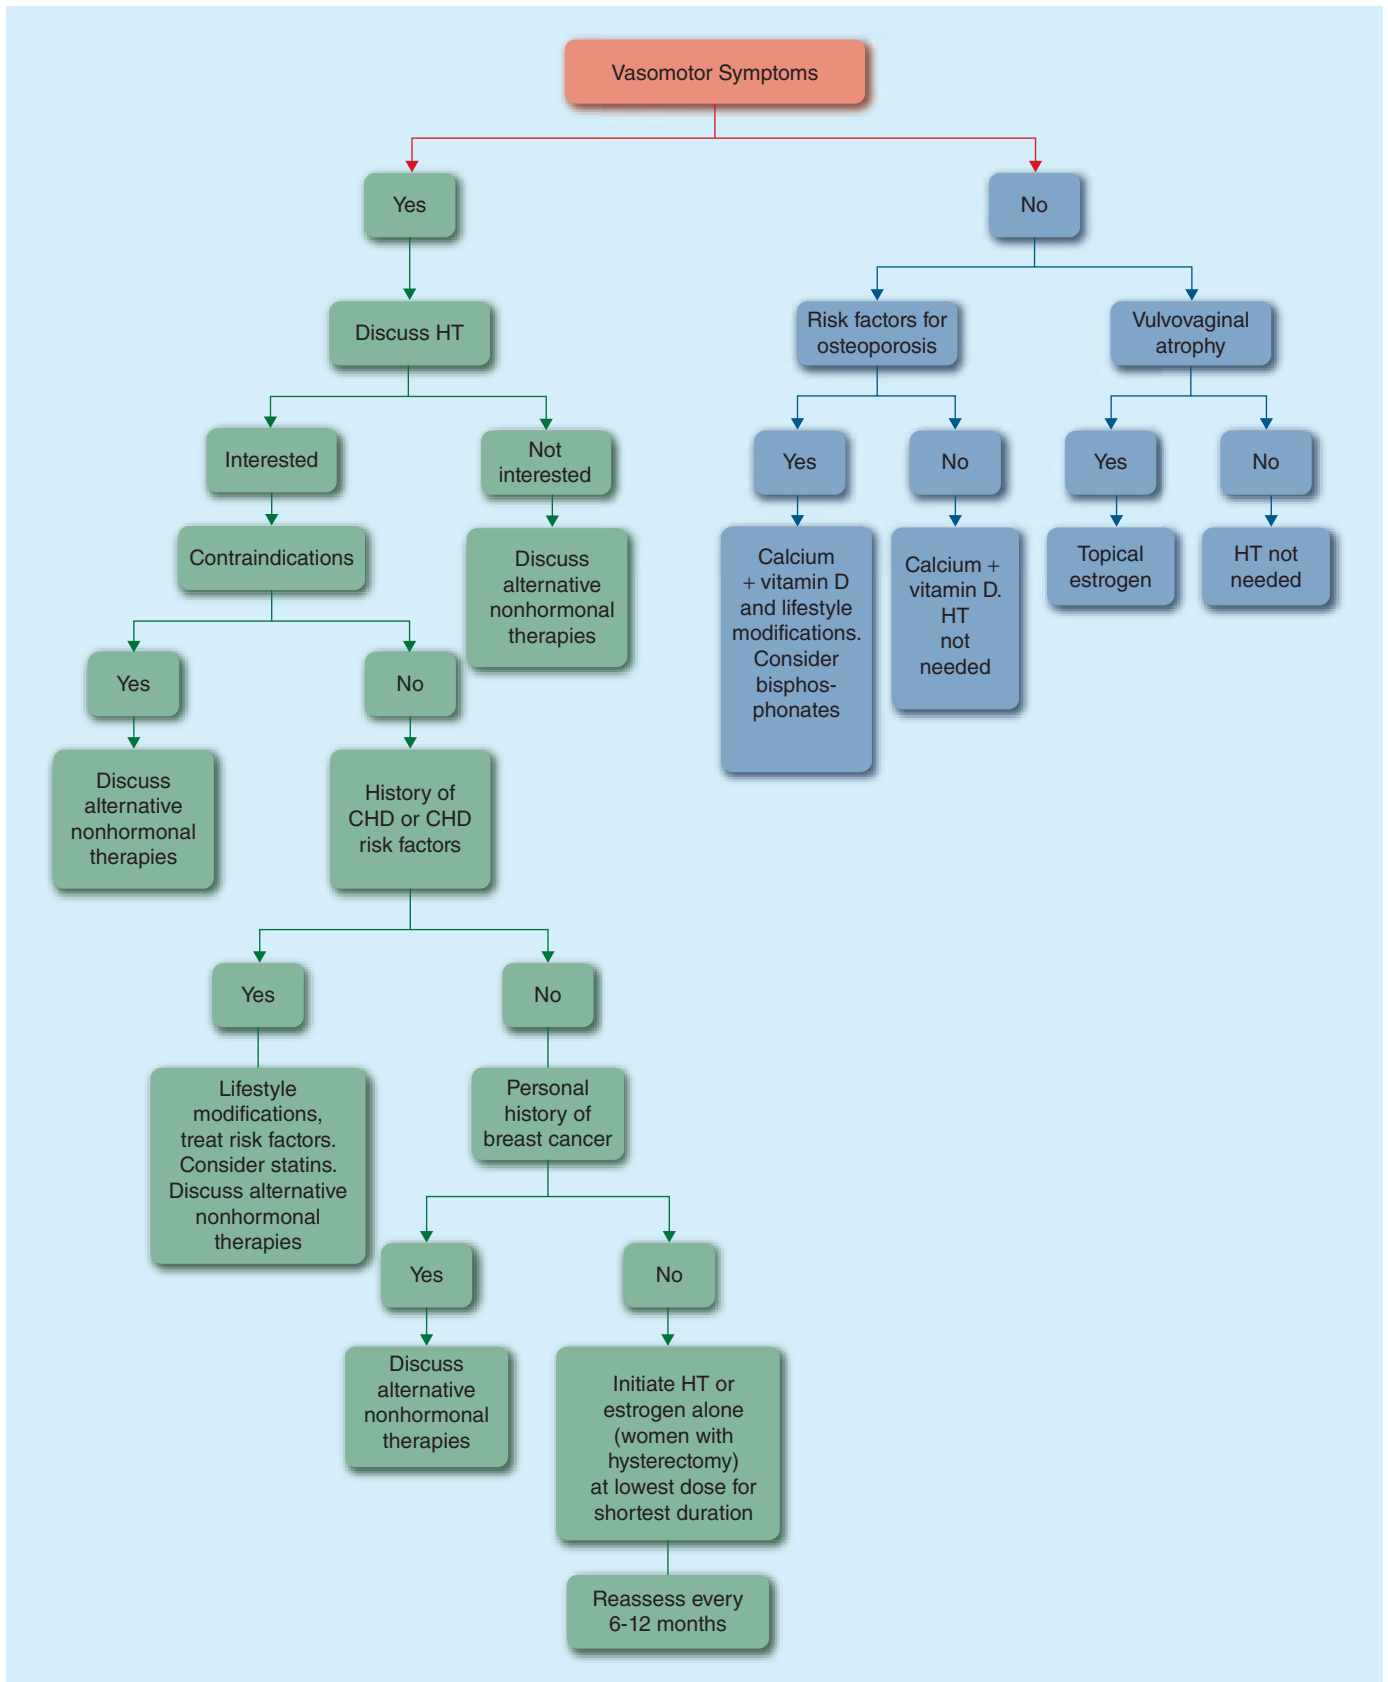 Vasomotor Symptoms
Yes
No
Discuss HT
Risk factors for
osteoporosis
Vulvovaginal
atrophy
Interested
Not
interested
Yes
No
Yes
No
Contraindications
Discuss
alternative
nonhormonal
therapies
Calcium
+ vitamin D
and lifestyle
modifications.
Consider
bisphos-
phonates
Calcium +
vitamin D.
HT
not
needed
Topical
estrogen
HT not
needed
Yes
No
Discuss
alternative
nonhormonal
therapies
History of
CHD or CHD
risk factors
Yes
No
Lifestyle
modifications,
treat risk factors.
Consider statins.
Discuss alternative
nonhormonal
therapies
Personal
history of
breast cancer
Yes
No
Discuss
alternative
nonhormonal
therapies
Initiate HT or
estrogen alone
(women with
hysterectomy)
at lowest dose for
shortest duration
Reassess every
6-12 months